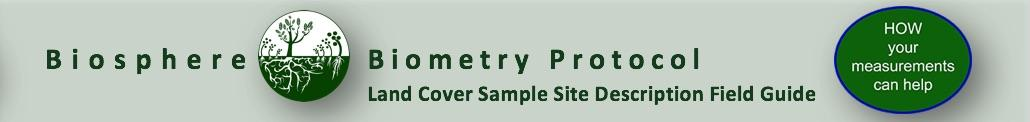 Biosphere
Biometry Protocol
Land Cover Sample Site Description Field Guide
HOW
your
measurements
can help